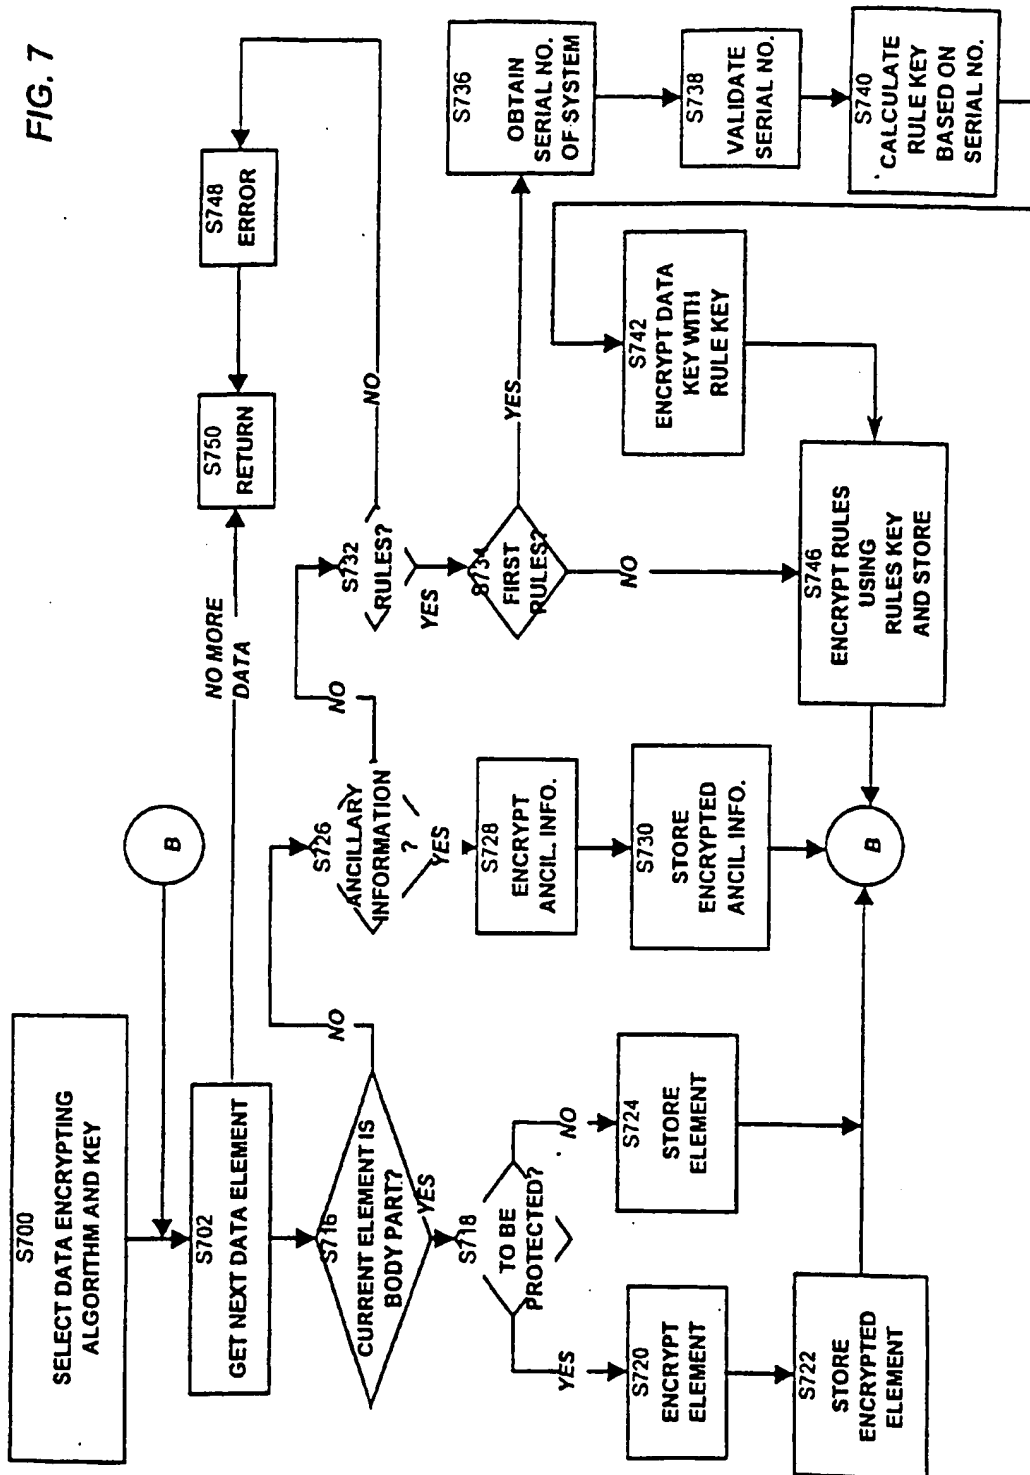 FIG. 7
S700
SELECT DATA ENCRYPTING
ALGORITHM AND KEY
B
S702
GET NEXT DATA ELEMENT
NO MORE
DATA
S750
RETURN
S748
ERROR
S716
CURRENT ELEMENT IS
BODY PART?
NO
YES
S726
ANCILLARY
INFORMATION
?
NO
YES
S732
RULES?
NO
YES
S718
TO BE
PROTECTED?
YES
NO
S728
ENCRYPT
ANCIL. INFO.
S734
FIRST
RULES?
YES
NO
S736
OBTAIN
SERIAL NO.
OF SYSTEM
S720
ENCRYPT
ELEMENT
S724
STORE
ELEMENT
S730
STORE
ENCRYPTED
ANCIL. INFO.
S742
ENCRYPT DATA
KEY WITH
RULE KEY
S738
VALIDATE
SERIAL NO.
S722
STORE
ENCRYPTED
ELEMENT
B
S746
ENCRYPT RULES
USING
RULES KEY
AND STORE
S740
CALCULATE
RULE KEY
BASED ON
SERIAL NO.